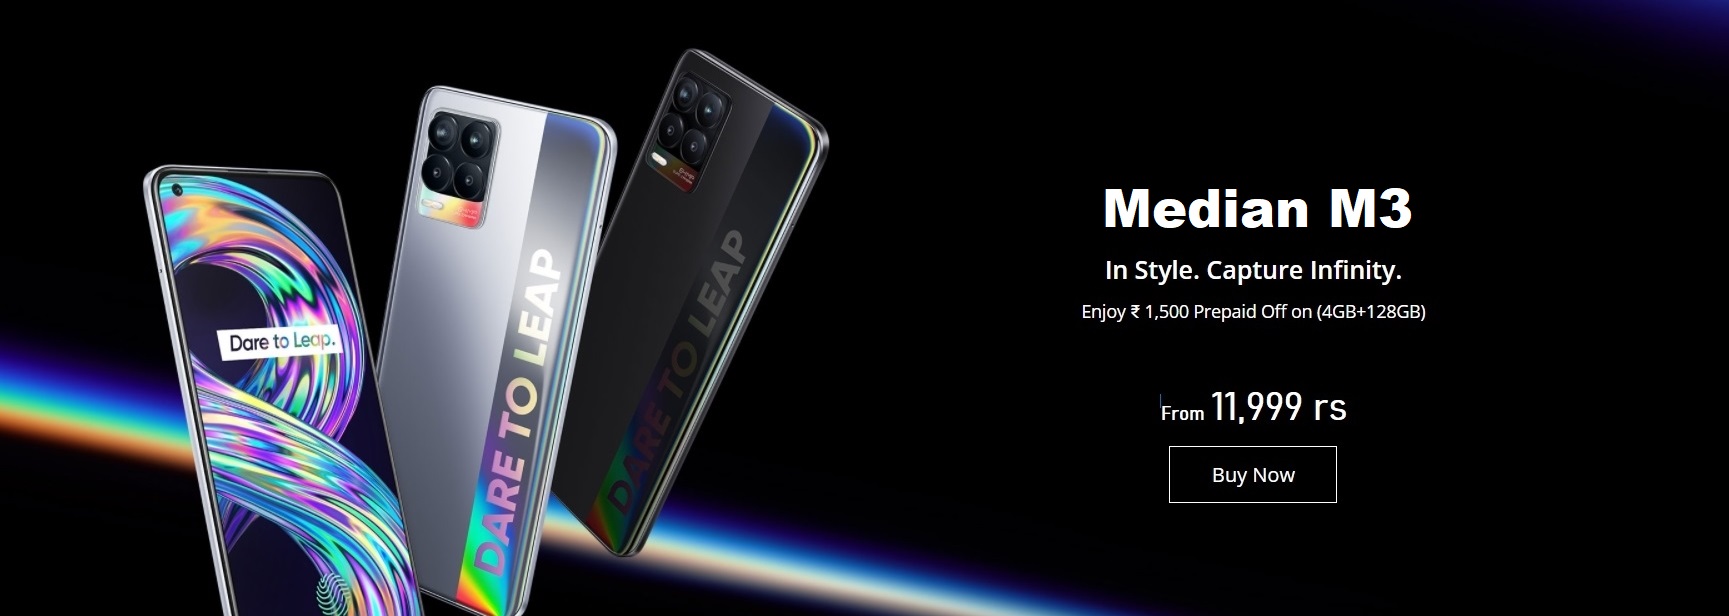 Dare to Leap.
DARE TO LEAP
DARE TO LEAP
Median M3
In Style. Capture Infinity.
Enjoy ₹ 1,500 Prepaid Off on (4GB+128GB)
From 11,999 rs
Buy Now